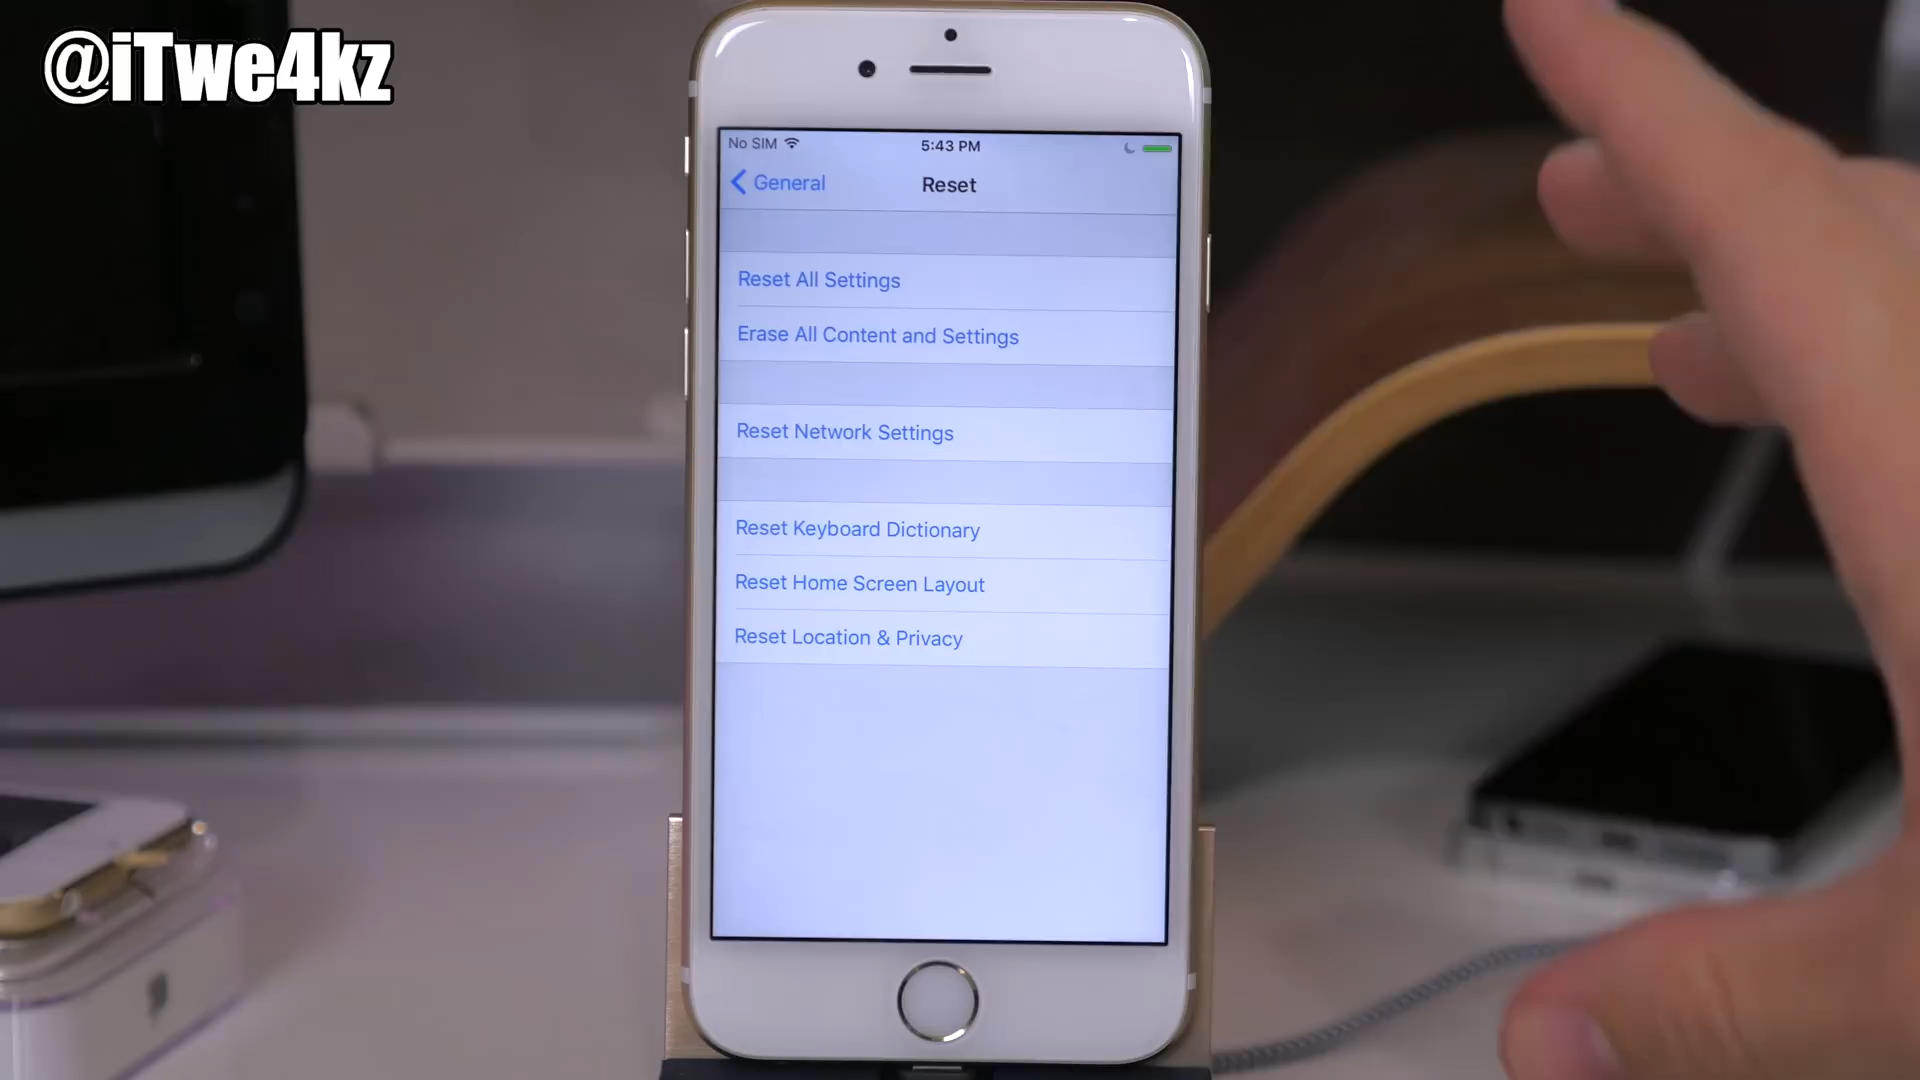 @iTwe4kz
No SIM
5:43 PM
General
Reset
Reset All Settings
Erase All Content and Settings
Reset Network Settings
Reset Keyboard Dictionary
Reset Home Screen Layout
Reset Location & Privacy